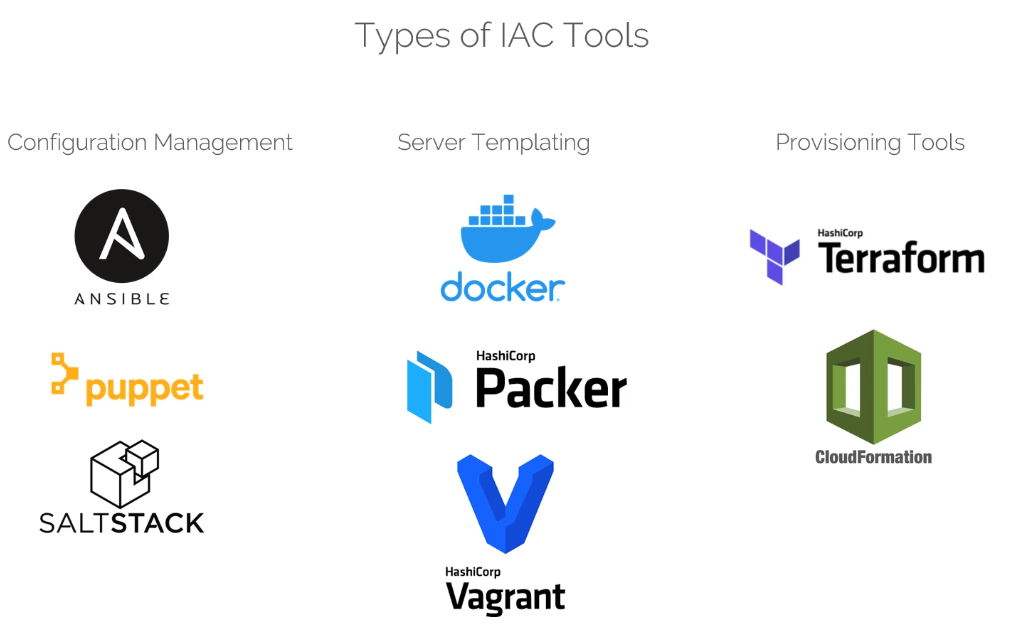 Types of IAC Tools
Configuration Management
Server Templating
Provisioning Tools
ANSIBLE
puppet
SALTSTACK
docker
HashiCorp
Packer
HashiCorp
Vagrant
HashiCorp
Terraform
CloudFormation